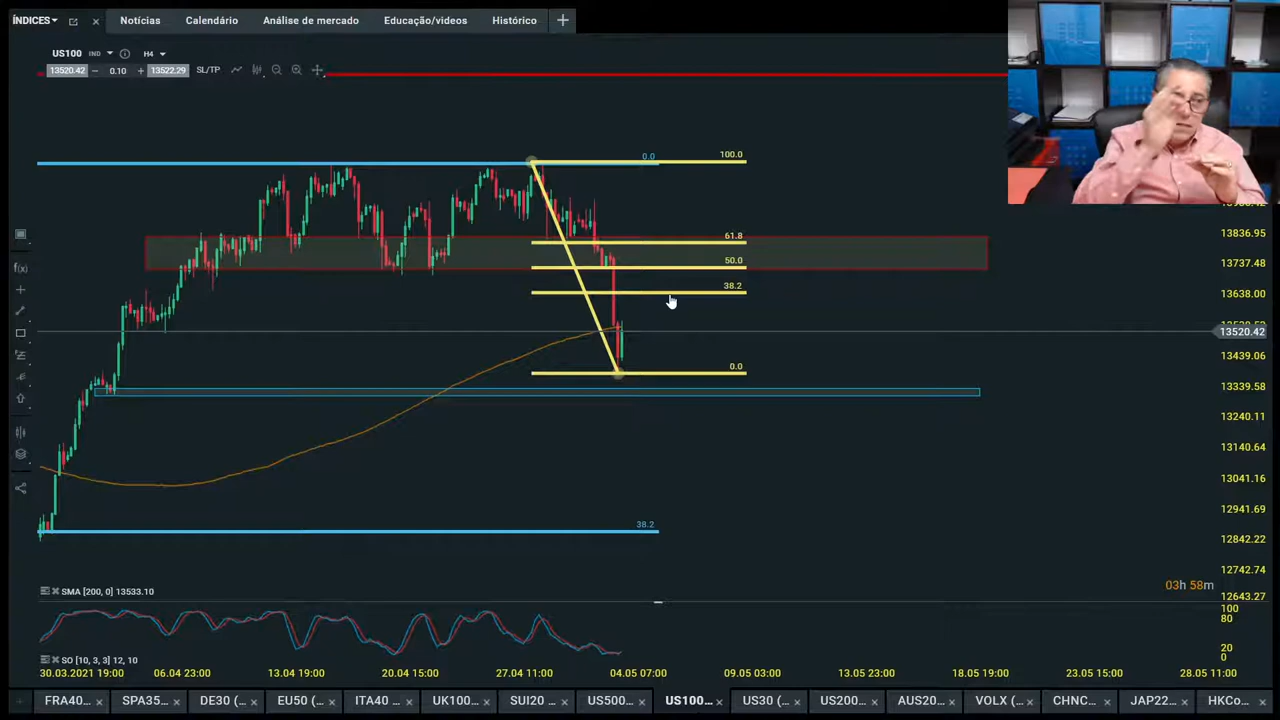 ÍNDICES
Notícias
Calendário
Análise de mercado
Educação/videos
Histórico
US100 IND H4
13520.42 − 0.10 + 13522.29 SL/TP
0.0
100.0
61.8
50.0
38.2
0.0
38.2
13836.95
13737.48
13638.00
13520.42
13439.06
13339.58
13240.11
13140.64
13041.16
12941.69
12842.22
12742.74
12643.27
03h 58m
SMA [200, 0] 13533.10
100
80
20
0
SO [10, 3, 3] 12, 10
30.03.2021 19:00
06.04 23:00
13.04 19:00
20.04 15:00
27.04 11:00
04.05 07:00
09.05 03:00
13.05 23:00
18.05 19:00
23.05 15:00
28.05 11:00
FRA40...
SPA35...
DE30 (...
EU50 (...
ITA40 ...
UK100...
SUI20 ...
US500...
US100...
US30 (...
US200...
AUS20...
VOLX (...
CHNC...
JAP22...
HKCo...